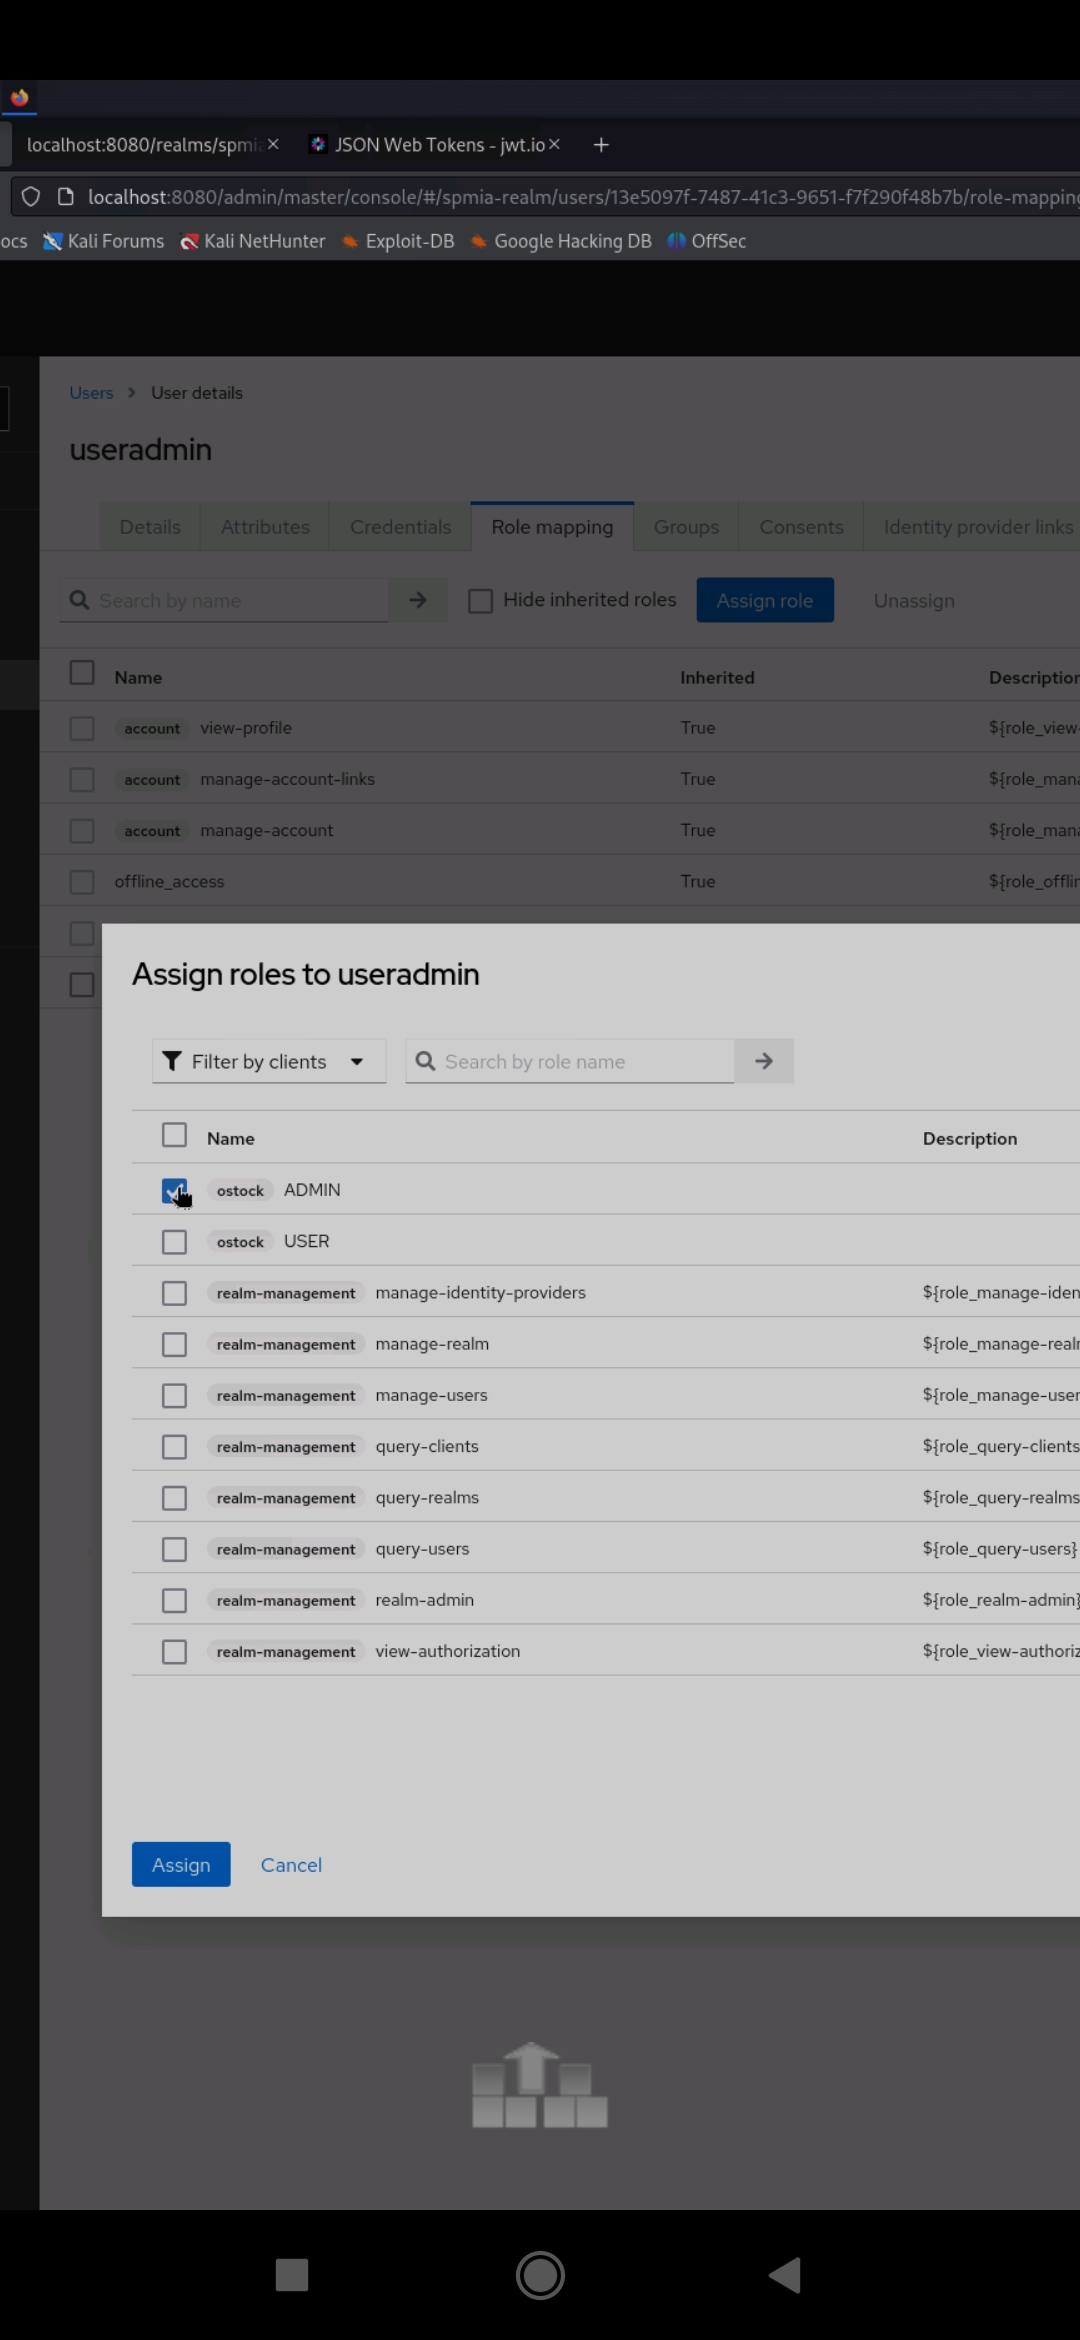 localhost:8080/realms/spmi
JSON Web Tokens - jwt.io
localhost:8080/admin/master/console/#/spmia-realm/users/13e5097f-7487-41c3-9651-f7f290f48b7b/role-mapping
ocs Kali Forums Kali NetHunter Exploit-DB Google Hacking DB OffSec
Users User details
useradmin
Details Attributes Credentials Role mapping Groups Consents Identity provider links
Search by name Hide inherited roles Assign role Unassign
Name Inherited Description
account view-profile True ${role_view-
account manage-account-links True ${role_mana
account manage-account True ${role_mana
offline_access True ${role_offlin
Assign roles to useradmin
Filter by clients Search by role name
Name Description
ostock ADMIN
ostock USER
realm-management manage-identity-providers ${role_manage-iden
realm-management manage-realm ${role_manage-realm
realm-management manage-users ${role_manage-user
realm-management query-clients ${role_query-clients
realm-management query-realms ${role_query-realms
realm-management query-users ${role_query-users}
realm-management realm-admin ${role_realm-admin}
realm-management view-authorization ${role_view-authoriz
Assign Cancel